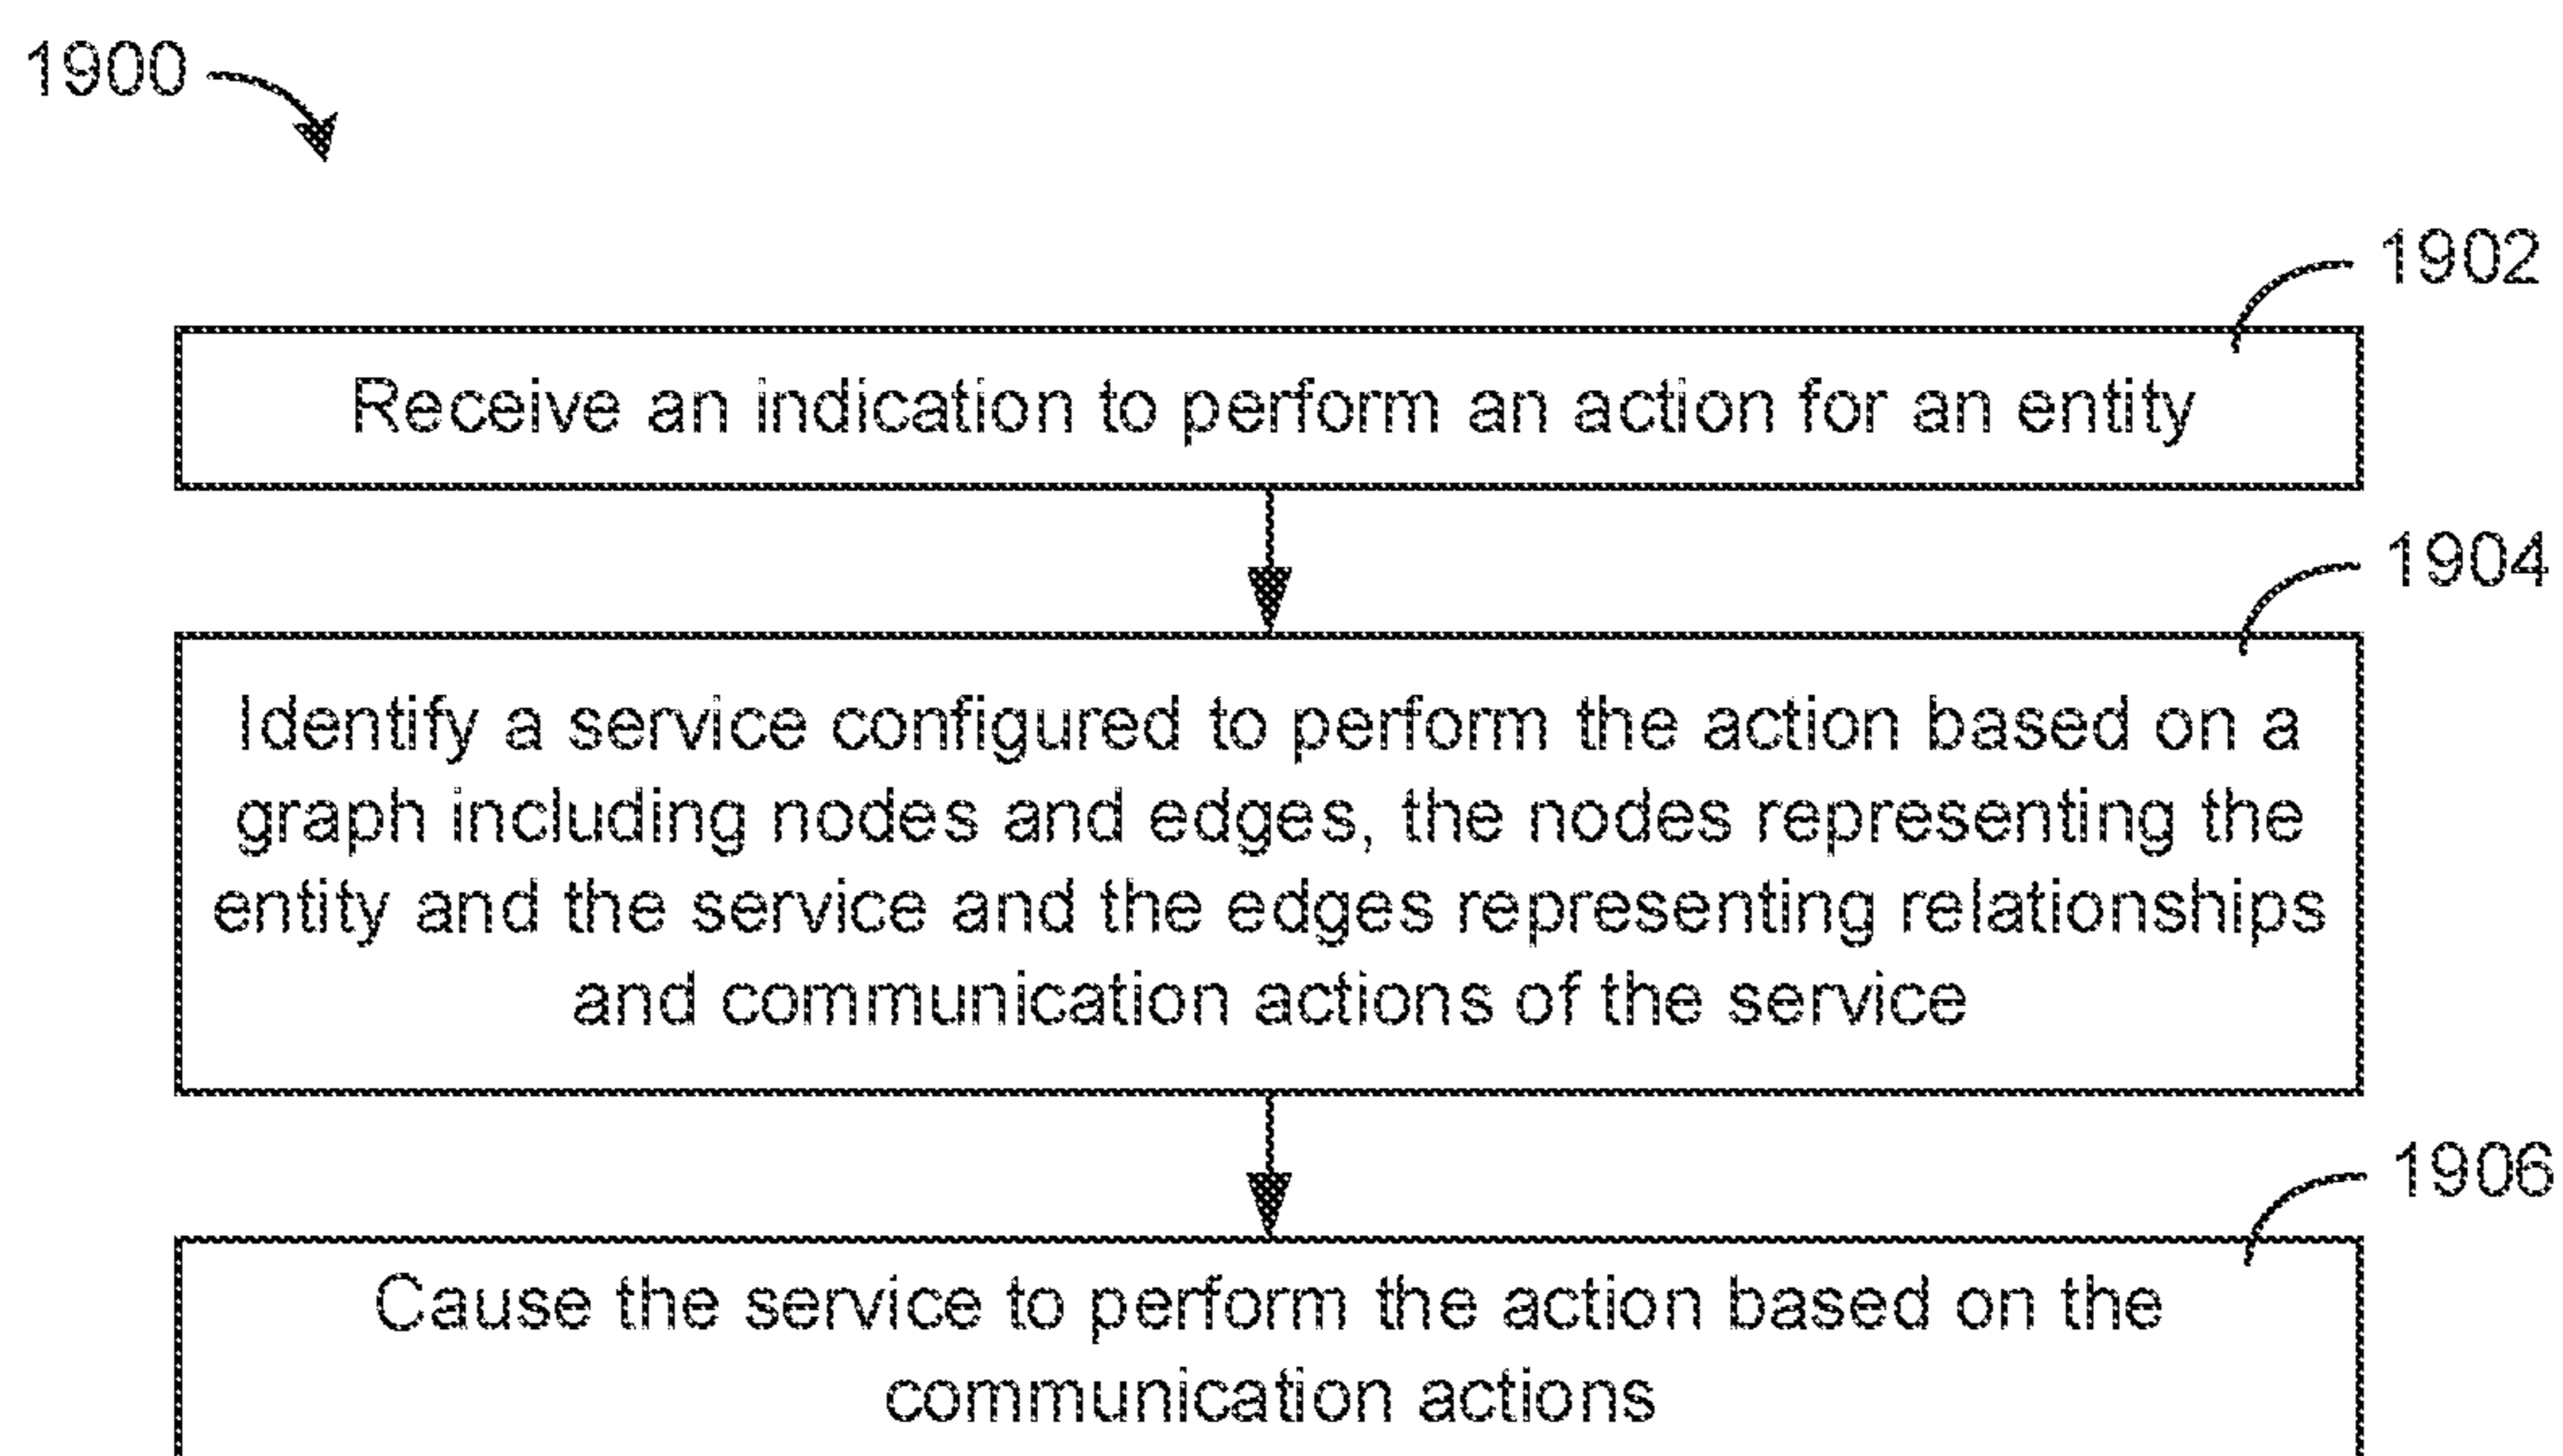 1900
1902
Receive an indication to perform an action for an entity
1904
Identify a service configured to perform the action based on a
graph including nodes and edges, the nodes representing the
entity and the service and the edges representing relationships
and communication actions of the service
1906
Cause the service to perform the action based on the
communication actions